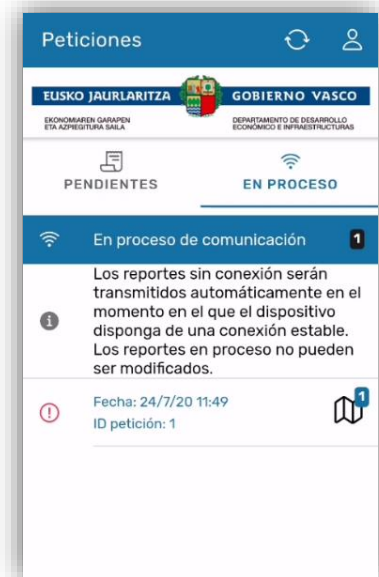 Peticiones
EUSKO JAURLARITZA
GOBIERNO VASCO
EKONOMIAREN GARAPEN
ETA AZPIEGITURA SAILA
DEPARTAMENTO DE DESARROLLO
ECONÓMICO E INFRAESTRUCTURAS
PENDIENTES
EN PROCESO
En proceso de comunicación 1
Los reportes sin conexión serán
transmitidos automáticamente en el
momento en el que el dispositivo
disponga de una conexión estable.
Los reportes en proceso no pueden
ser modificados.
Fecha: 24/7/20 11:49
1
ID petición: 1